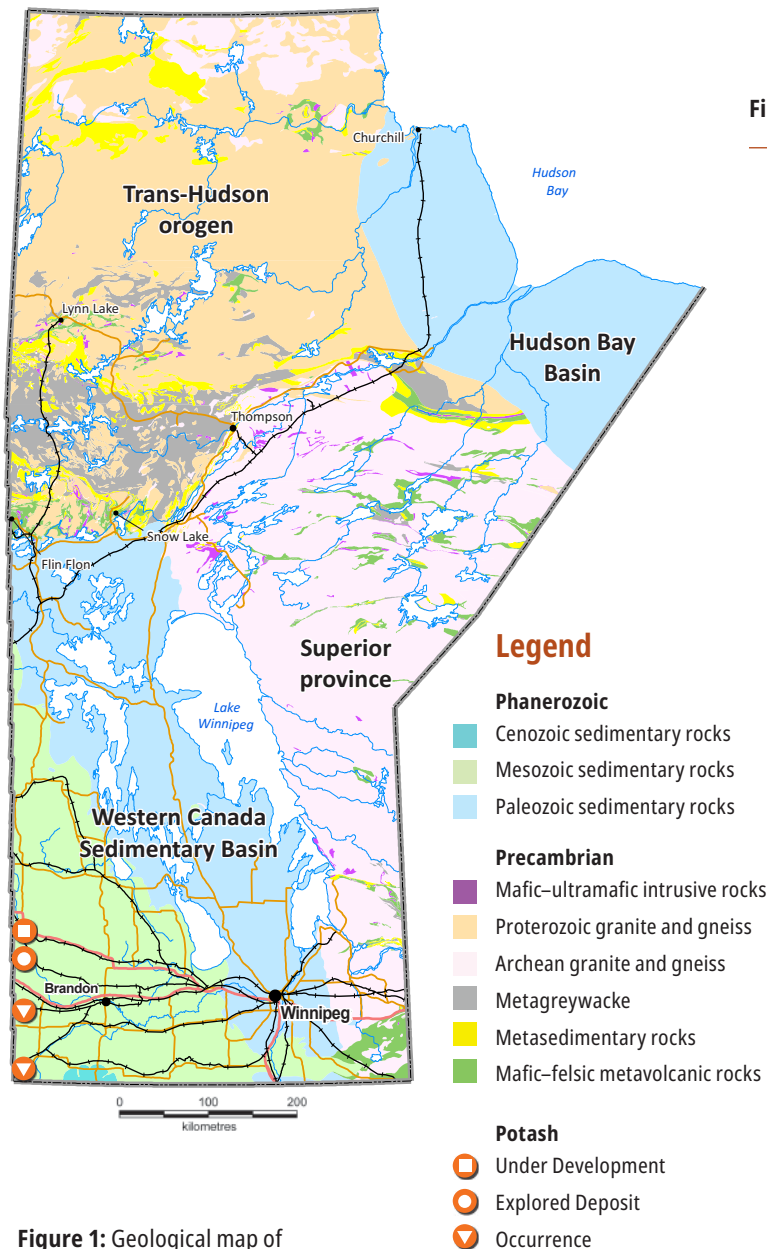 Fi
Churchill
Hudson
Bay
Trans-Hudson
orogen
Lynn Lake
Hudson Bay
Basin
Thompson
Snow Lake
Flin Flon
Superior
province
Lake
Winnipeg
Western Canada
Sedimentary Basin
Brandon
Winnipeg
0 100 200
kilometres
Legend
Phanerozoic
Cenozoic sedimentary rocks
Mesozoic sedimentary rocks
Paleozoic sedimentary rocks
Precambrian
Mafic–ultramafic intrusive rocks
Proterozoic granite and gneiss
Archean granite and gneiss
Metagreywacke
Metasedimentary rocks
Mafic–felsic metavolcanic rocks
Potash
Under Development
Explored Deposit
Occurrence
Figure 1: Geological map of